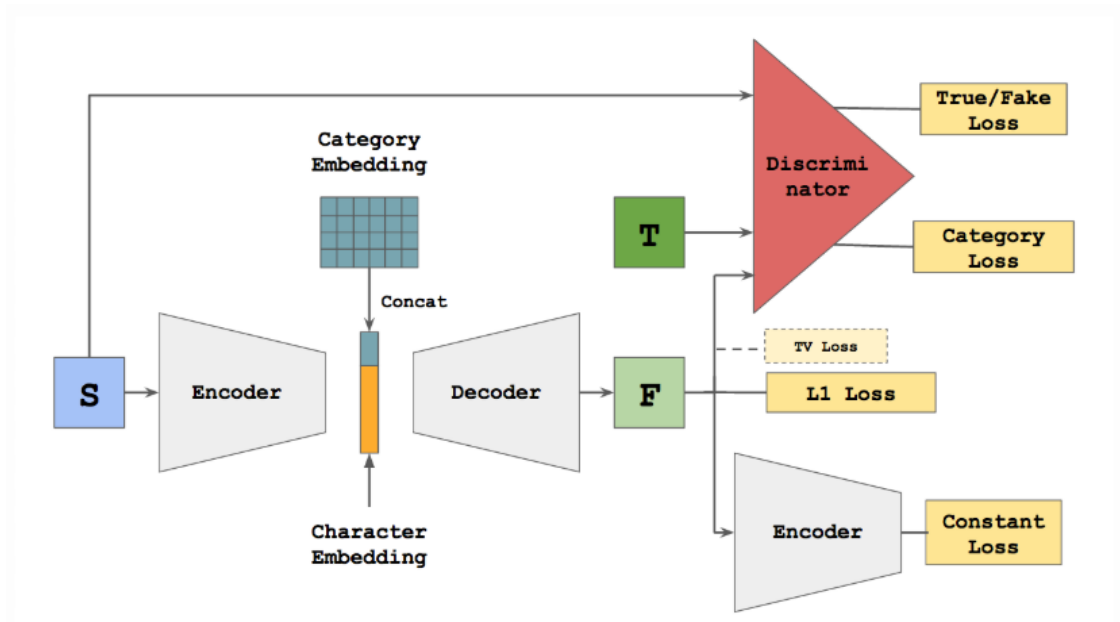 True/Fake
Loss
Category
Embedding
Discrimi
nator
T
Category
Loss
Concat
TV Loss
S
Encoder
Decoder
F
L1 Loss
Character
Embedding
Encoder
Constant
Loss